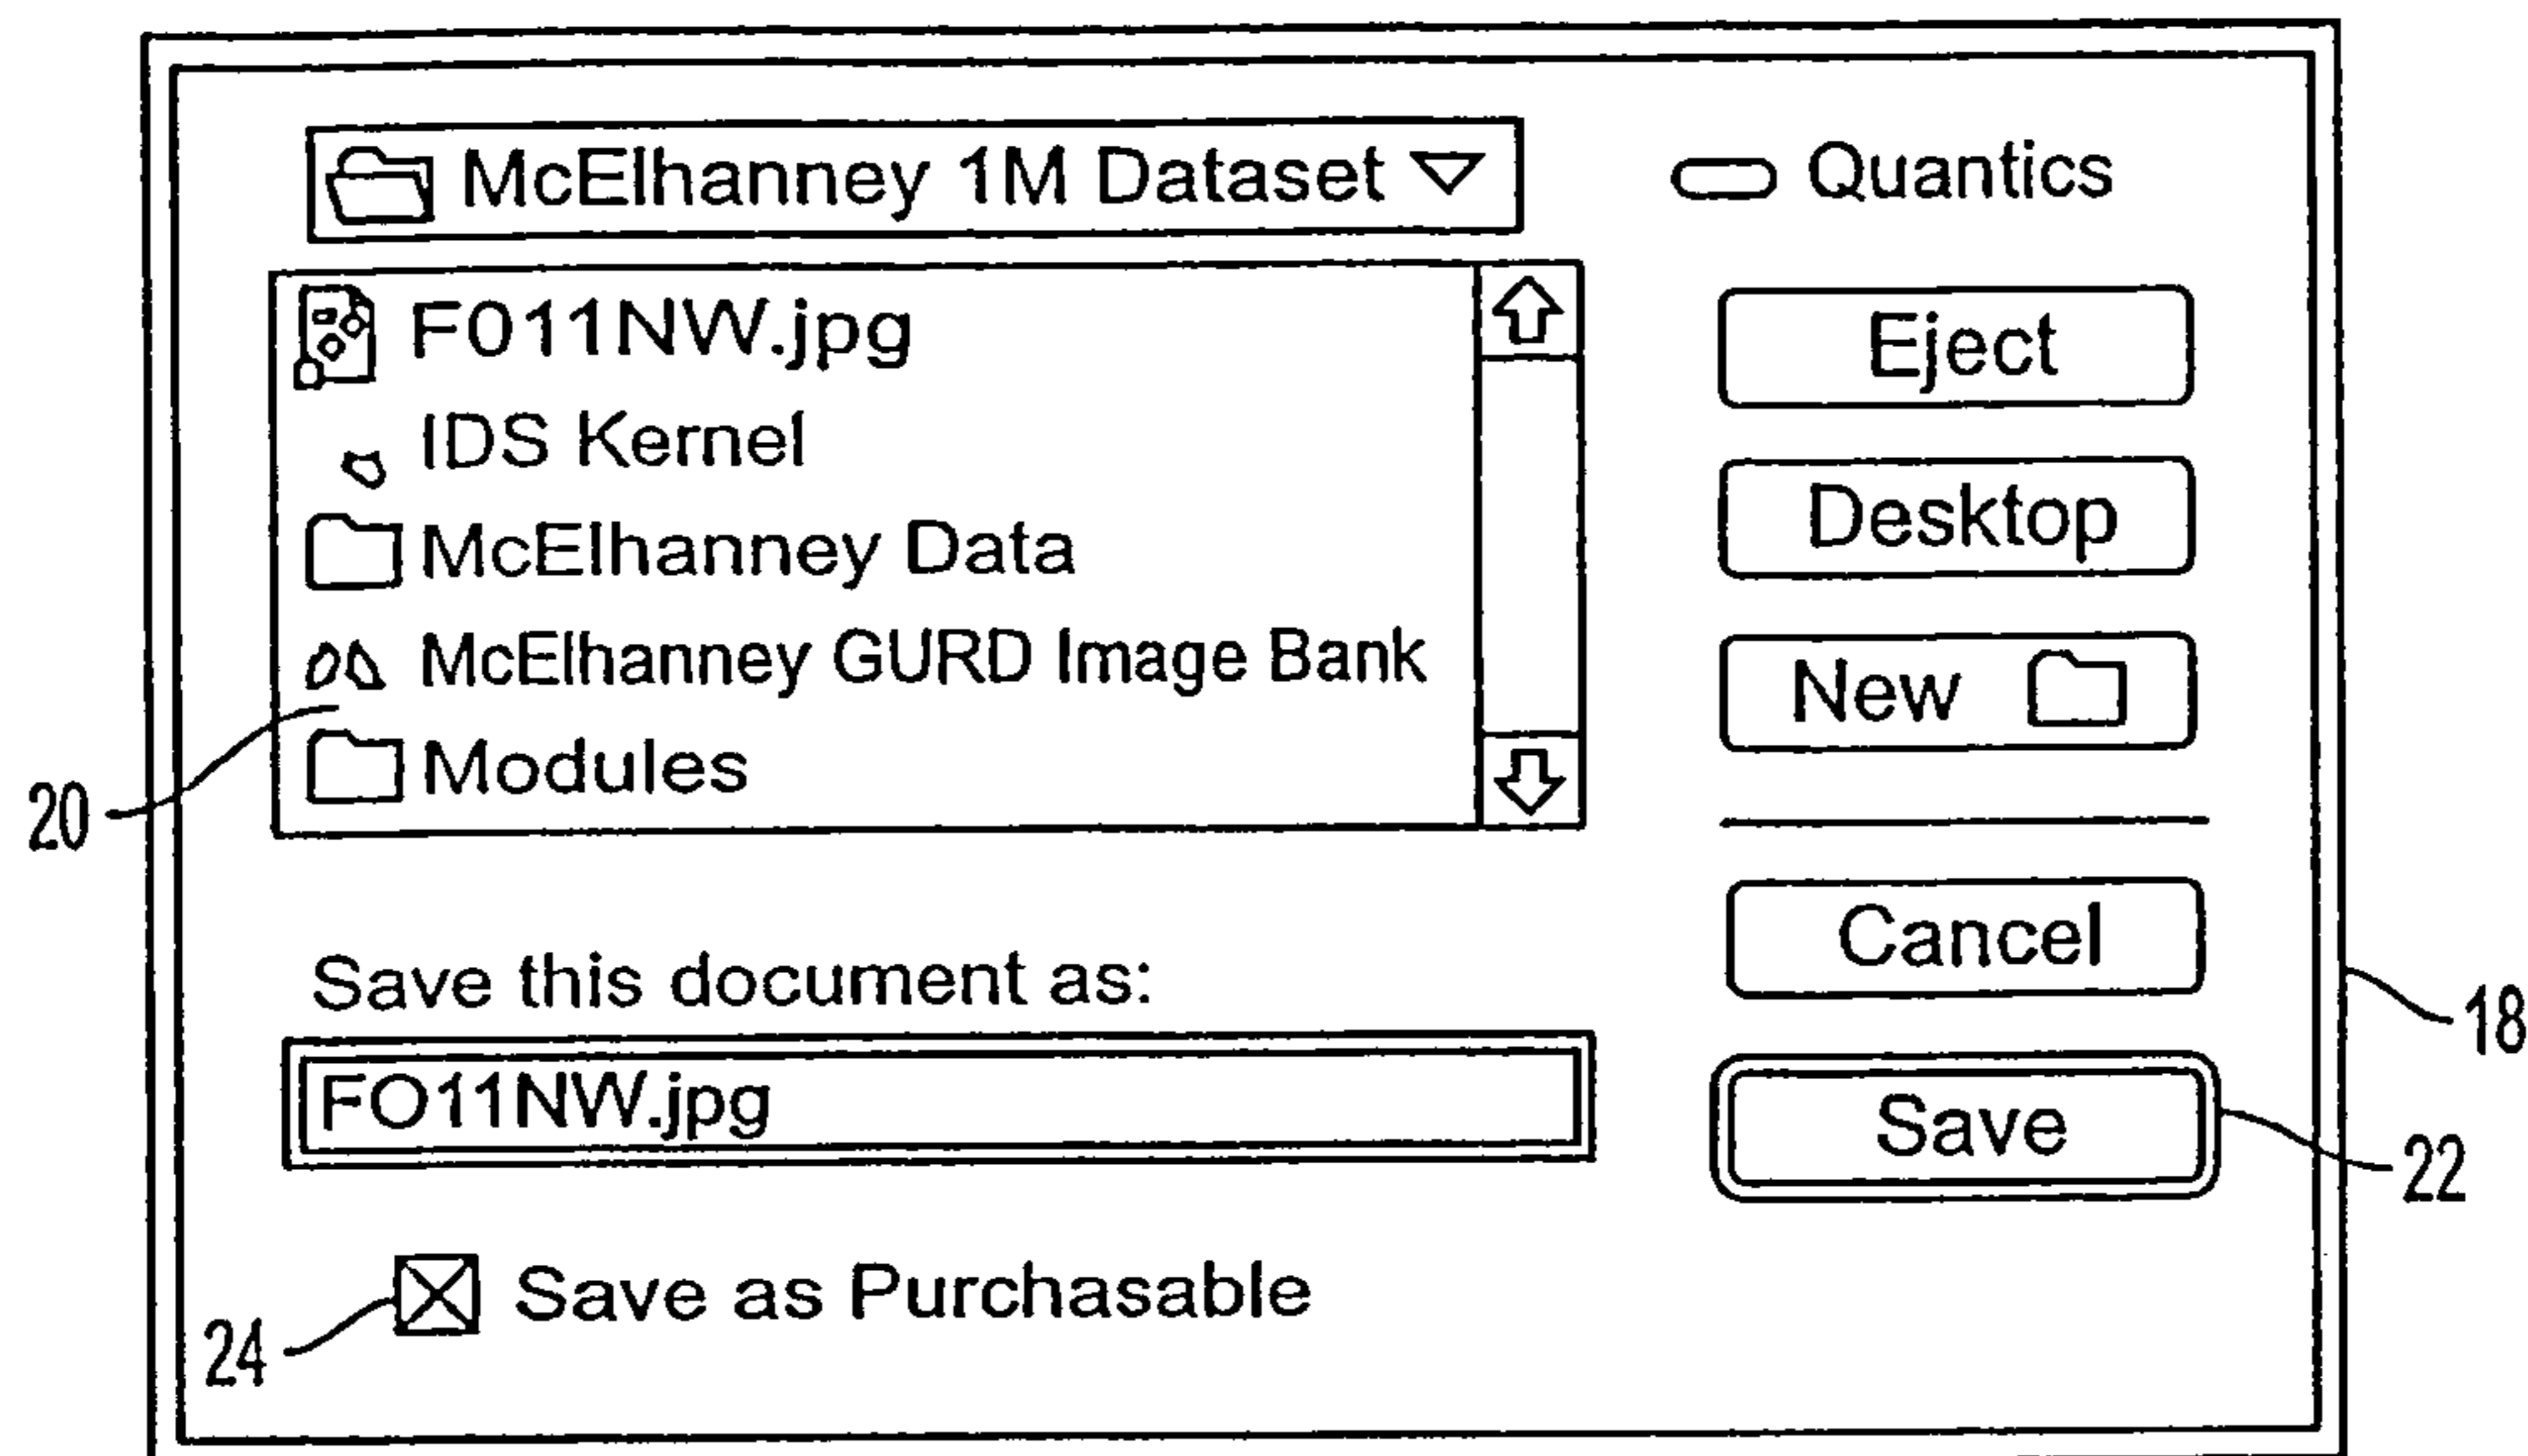 McElhanney 1M Dataset
Quantics
F011NW.jpg
IDS Kernel
McElhanney Data
McElhanney GURD Image Bank
Modules
Eject
Desktop
New
Cancel
Save
Save this document as:
FO11NW.jpg
Save as Purchasable
20
18
22
24